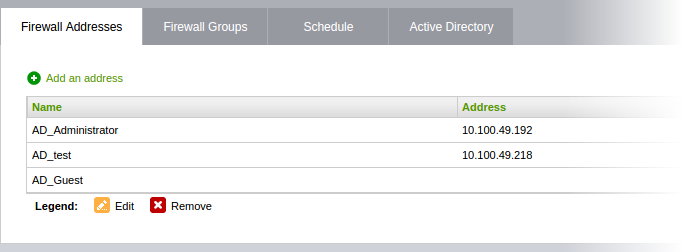 Firewall Addresses Firewall Groups Schedule Active Directory
Add an address
Name Address
AD_Administrator 10.100.49.192
AD_test 10.100.49.218
AD_Guest
Legend: Edit Remove